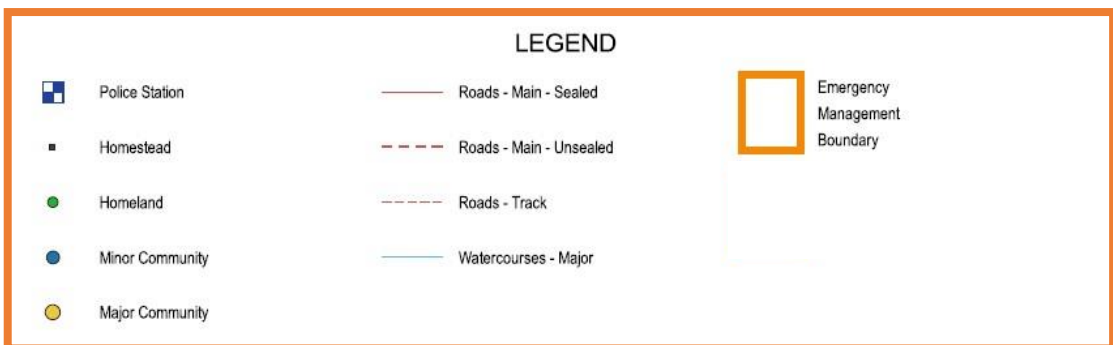 LEGEND
Police Station
Homestead
Homeland
Minor Community
Major Community
Roads - Main - Sealed
Roads - Main - Unsealed
Roads - Track
Watercourses - Major
Emergency
Management
Boundary